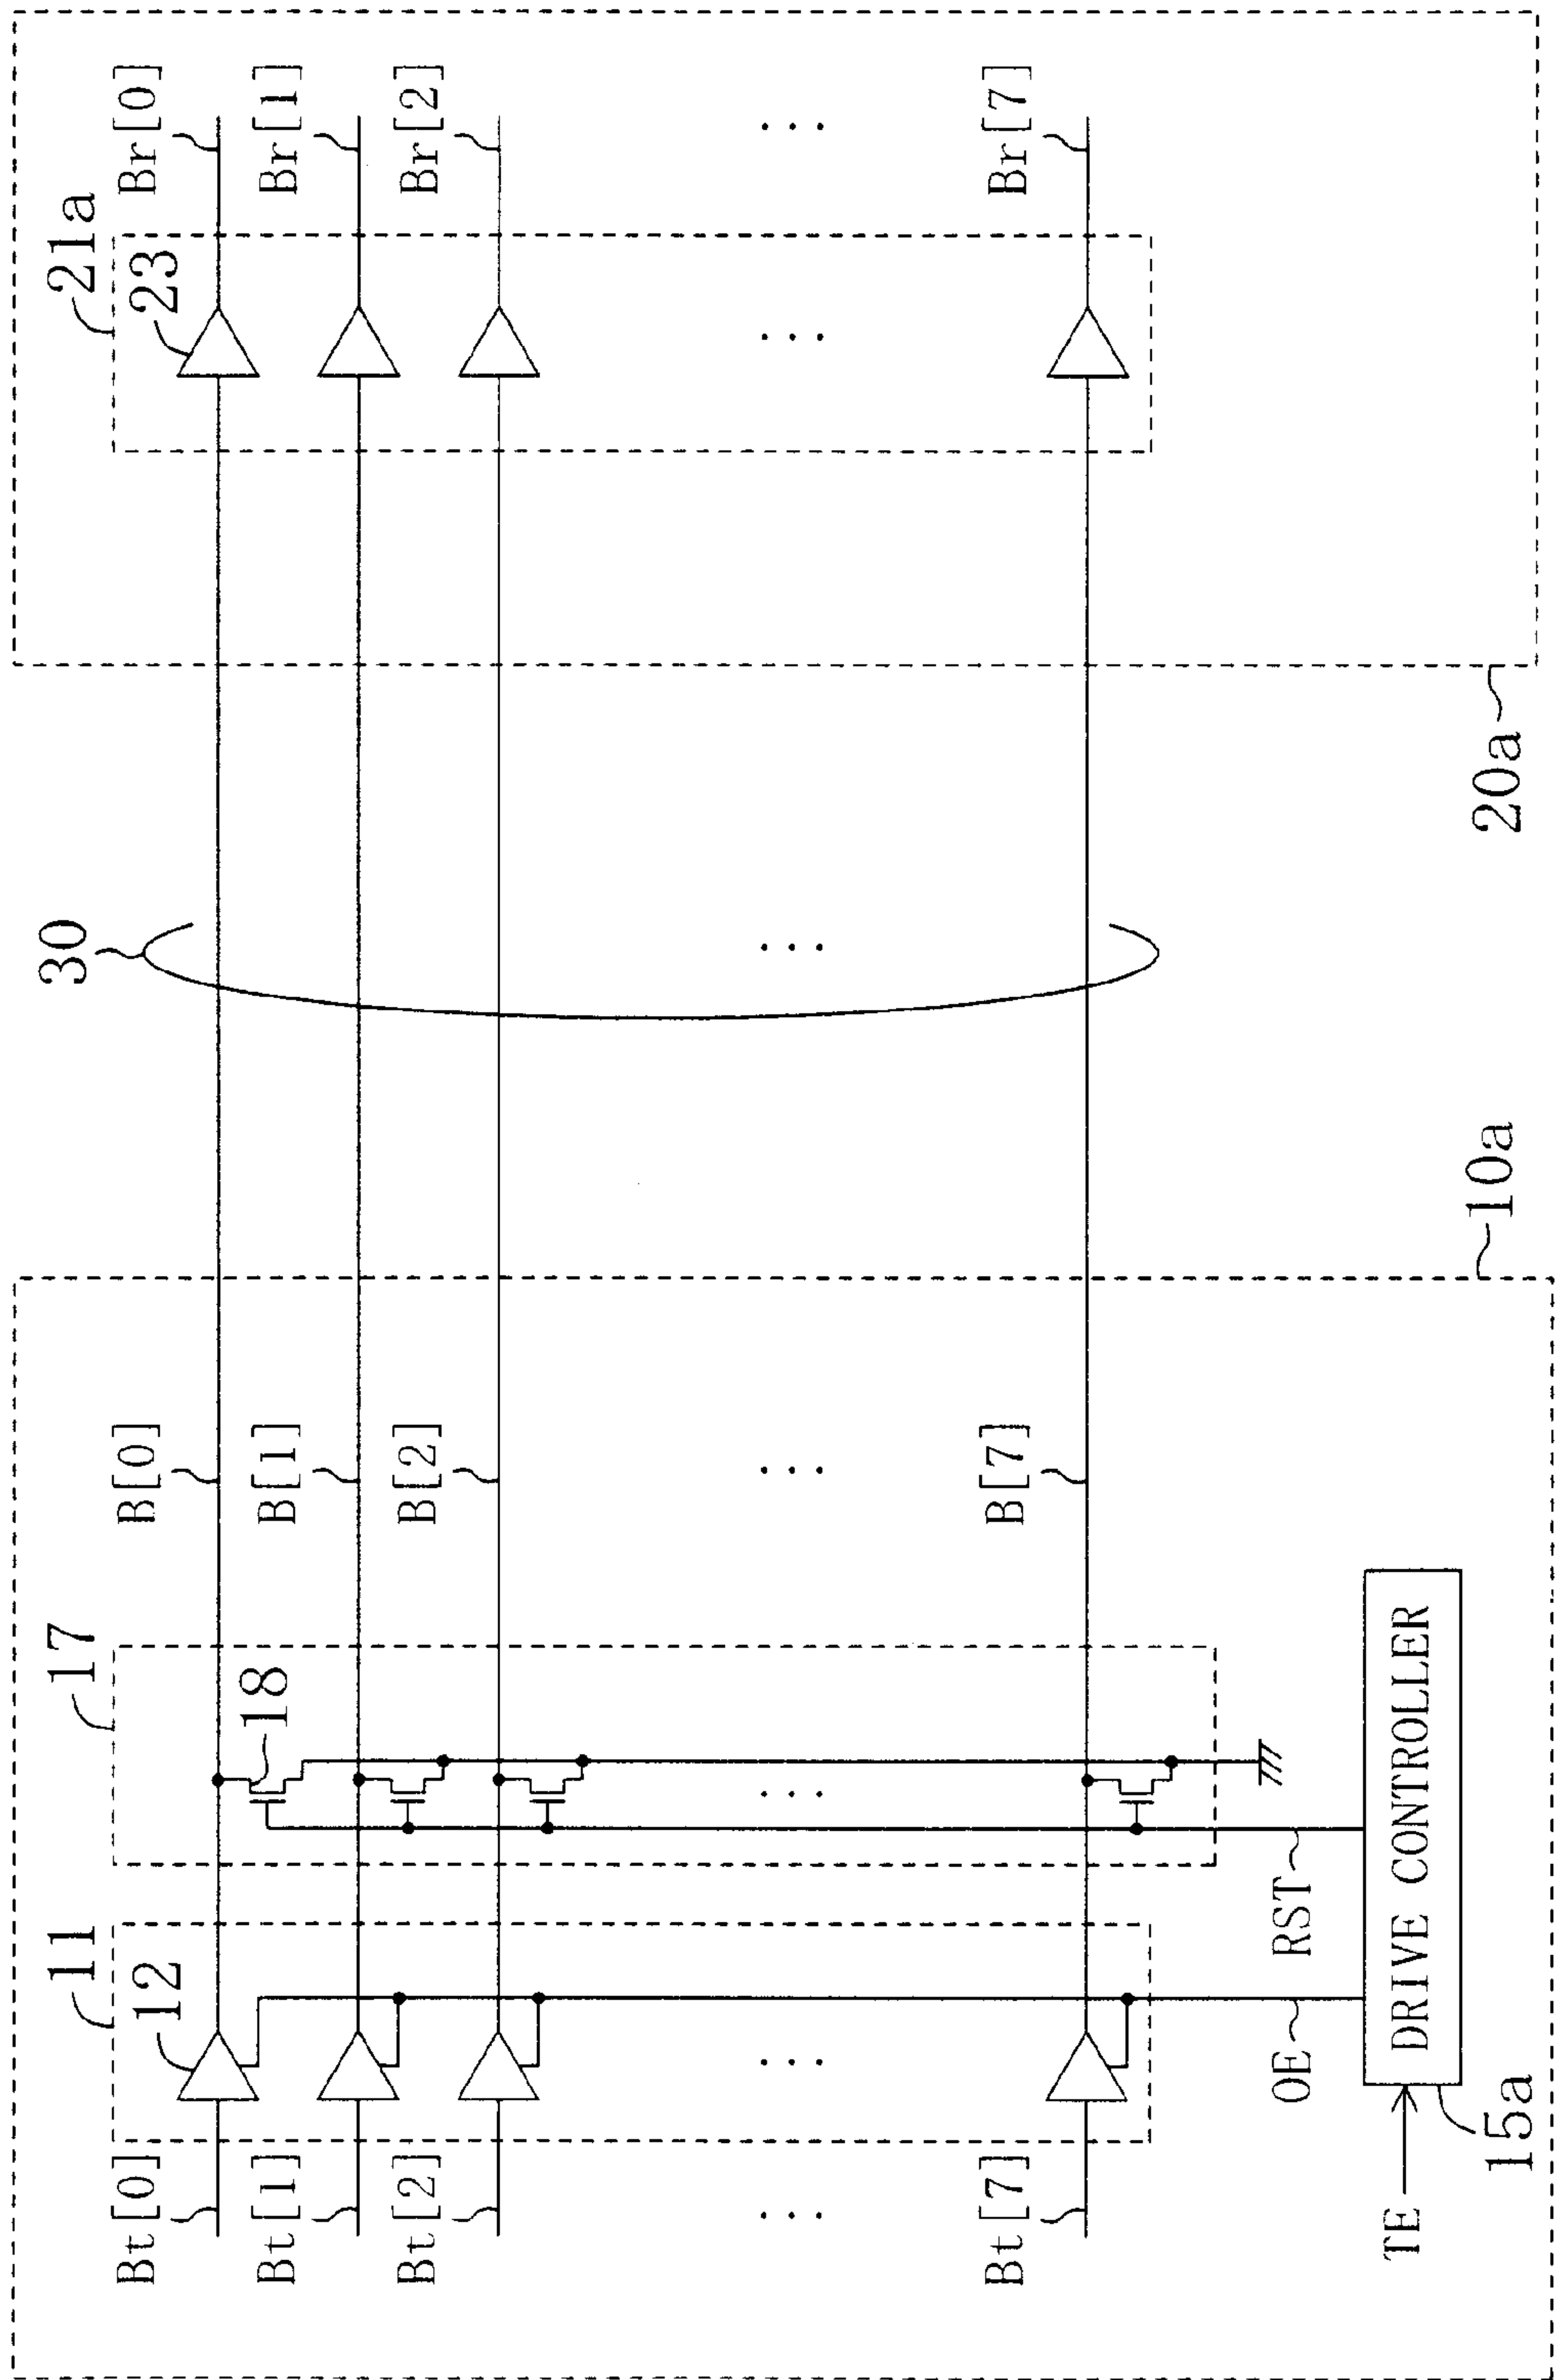 10a
20a
11
17
30
21a
12
18
23
Bt[0]
B[0]
Br[0]
Bt[1]
B[1]
Br[1]
Bt[2]
B[2]
Br[2]
... ... ... ... ... ... ...
Bt[7]
B[7]
Br[7]
OE
RST
TE
DRIVE CONTROLLER
15a